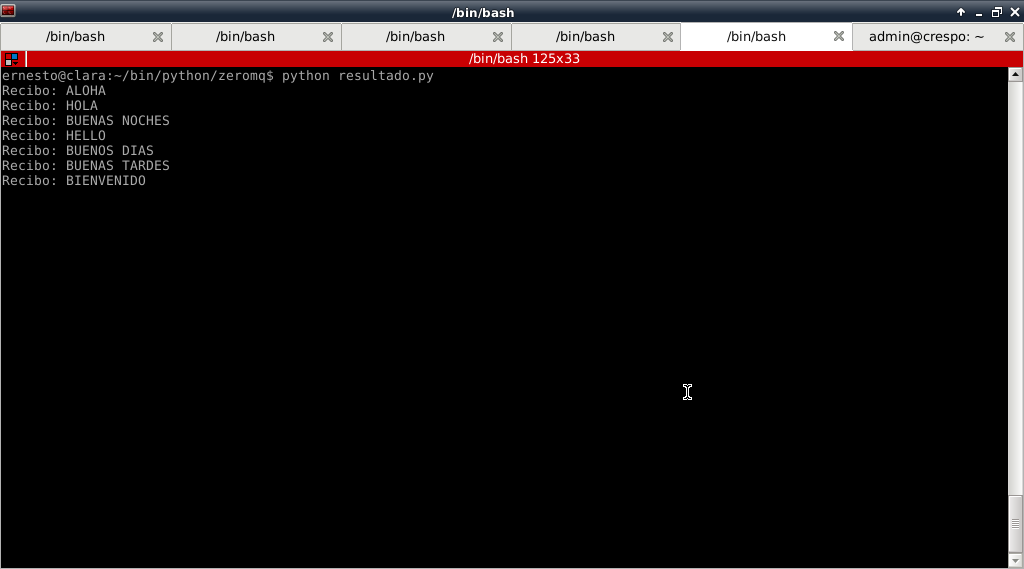 /bin/bash
/bin/bash /bin/bash /bin/bash /bin/bash /bin/bash admin@crespo: ~
/bin/bash 125x33
ernesto@clara:~/bin/python/zeromq$ python resultado.py
Recibo: ALOHA
Recibo: HOLA
Recibo: BUENAS NOCHES
Recibo: HELLO
Recibo: BUENOS DIAS
Recibo: BUENAS TARDES
Recibo: BIENVENIDO